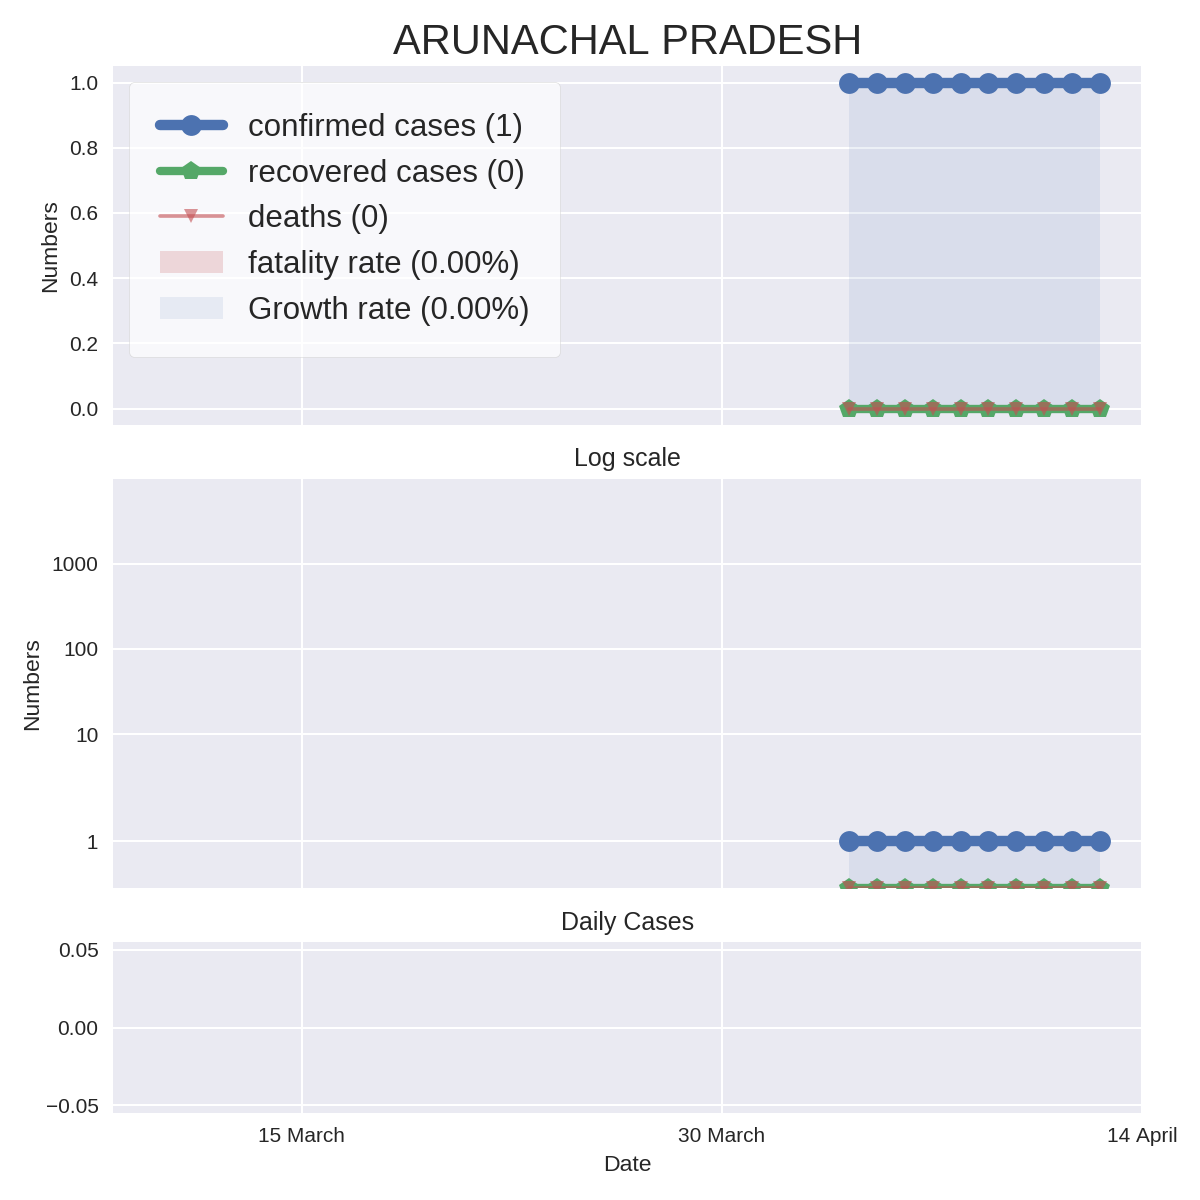 ARUNACHAL PRADESH
1.0
0.8
0.6
0.4
0.2
0.0
Numbers
confirmed cases (1)
recovered cases (0)
deaths (0)
fatality rate (0.00%)
Growth rate (0.00%)
Log scale
1000
100
10
1
Numbers
Daily Cases
0.05
0.00
−0.05
15 March
30 March
14 April
Date